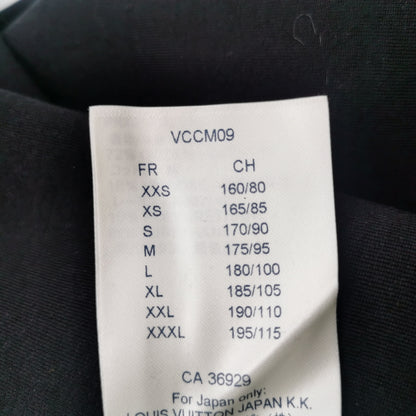 VCCM09
FR CH
XXS 160/80
XS 165/85
S 170/90
M 175/95
L 180/100
XL 185/105
XXL 190/110
XXXL 195/115
CA 36929
For Japan only:
LOUIS VUITTON JAPAN K.K.